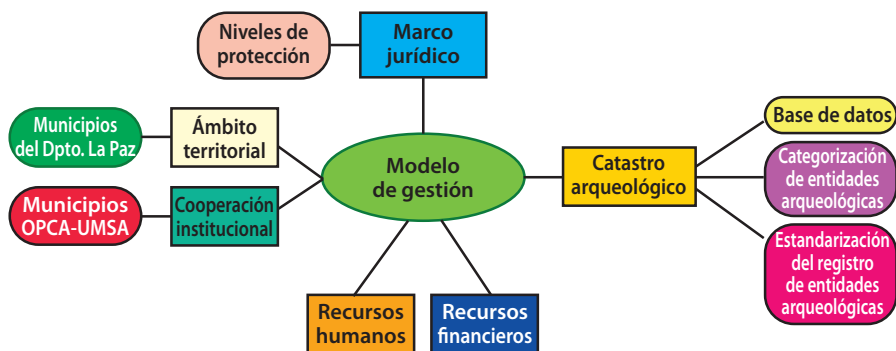 Niveles de
protección
Marco
jurídico
Municipios
del Dpto. La Paz
Ámbito
territorial
Municipios
OPCA-UMSA
Cooperación
institucional
Modelo
de gestión
Catastro
arqueológico
Base de datos
Categorización
de entidades
arqueológicas
Estandarización
del registro
de entidades
arqueológicas
Recursos
humanos
Recursos
financieros